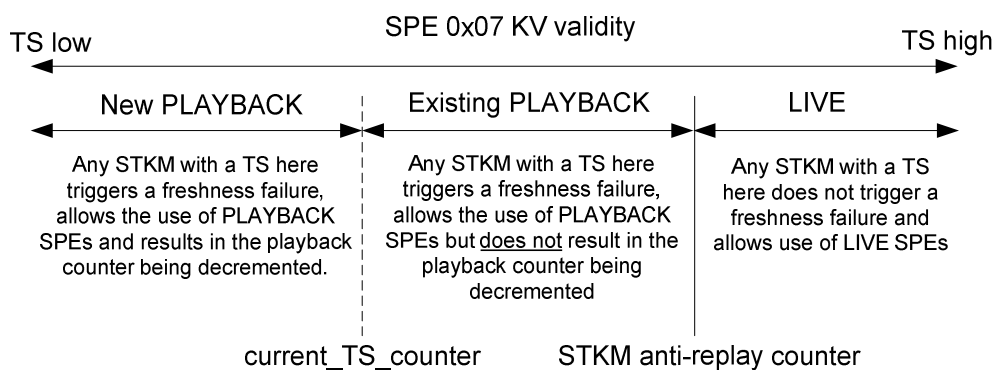 SPE 0x07 KV validity
TS low
TS high
New PLAYBACK
Existing PLAYBACK
LIVE
Any STKM with a TS here
triggers a freshness failure,
allows the use of PLAYBACK
SPEs and results in the playback
counter being decremented.
Any STKM with a TS here
triggers a freshness failure,
allows the use of PLAYBACK
SPEs but does not result in the
playback counter being
decremented
Any STKM with a TS
here does not trigger a
freshness failure and
allows use of LIVE SPEs
current_TS_counter
STKM anti-replay counter